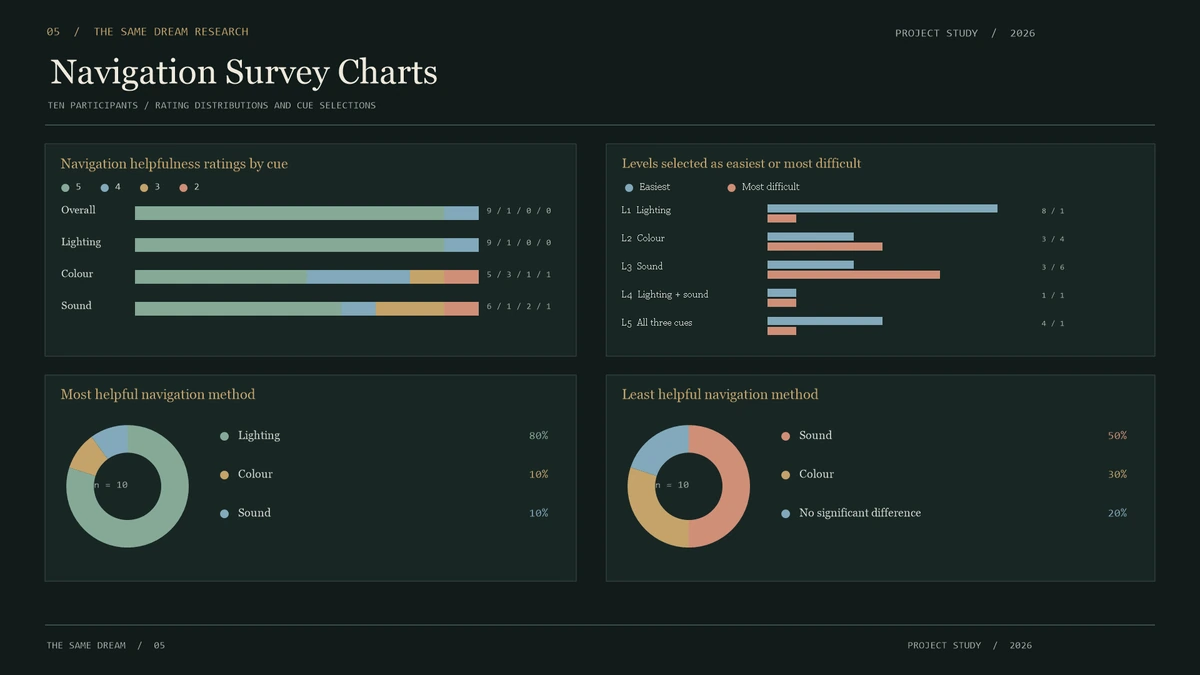 05 / THE SAME DREAM RESEARCH
PROJECT STUDY / 2026
Navigation Survey Charts
TEN PARTICIPANTS / RATING DISTRIBUTIONS AND CUE SELECTIONS
Navigation helpfulness ratings by cue
5 4 3 2
Overall 9 / 1 / 0 / 0
Lighting 9 / 1 / 0 / 0
Colour 5 / 3 / 1 / 1
Sound 6 / 1 / 2 / 1
Levels selected as easiest or most difficult
Easiest Most difficult
L1 Lighting 8 / 1
L2 Colour 3 / 4
L3 Sound 3 / 6
L4 Lighting + sound 1 / 1
L5 All three cues 4 / 1
Most helpful navigation method
n = 10
Lighting 80%
Colour 10%
Sound 10%
Least helpful navigation method
n = 10
Sound 50%
Colour 30%
No significant difference 20%
THE SAME DREAM / 05
PROJECT STUDY / 2026